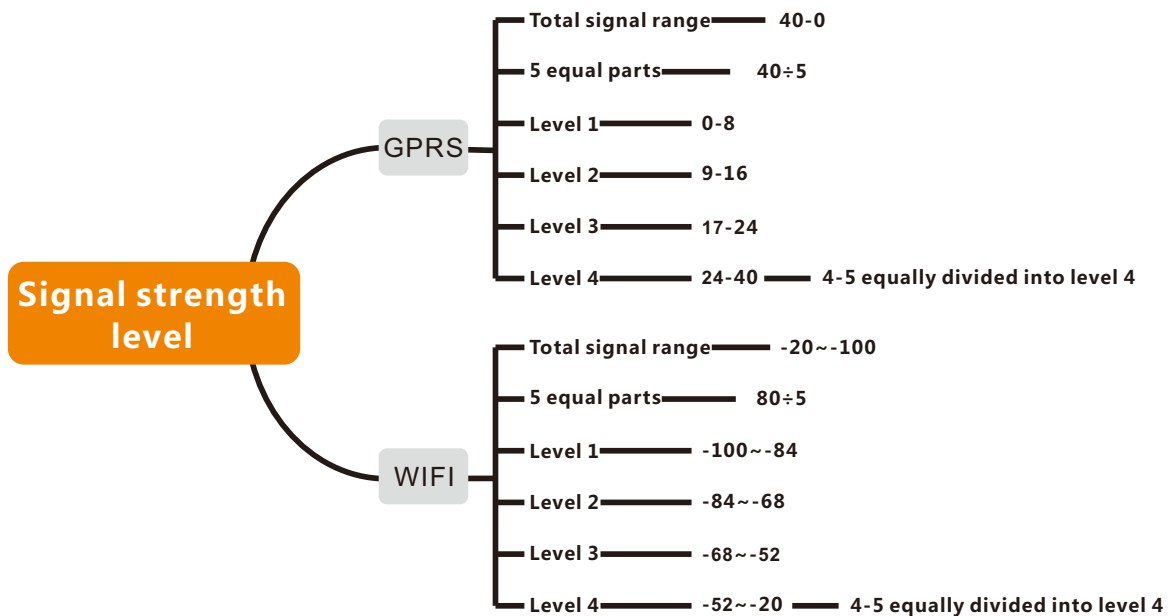 Signal strength
level
GPRS
Total signal range 40-0
5 equal parts 40÷5
Level 1 0-8
Level 2 9-16
Level 3 17-24
Level 4 24-40 4-5 equally divided into level 4
WIFI
Total signal range -20~-100
5 equal parts 80÷5
Level 1 -100~-84
Level 2 -84~-68
Level 3 -68~-52
Level 4 -52~-20 4-5 equally divided into level 4